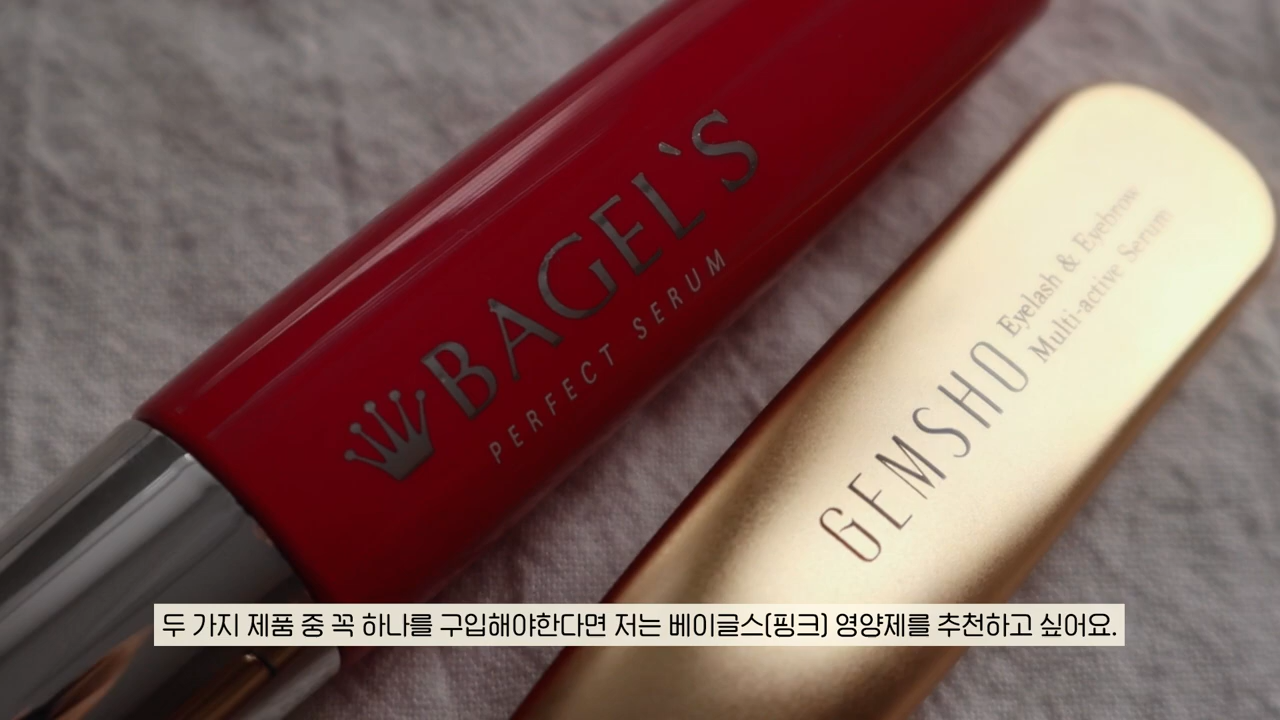 BAGEL'S
PERFECT SERUM
GEMSHO
Eyelash & Eyebrow
Multi-active Serum
두 가지 제품 중 꼭 하나를 구입해야한다면 저는 베이글스(핑크) 영양제를 추천하고 싶어요.